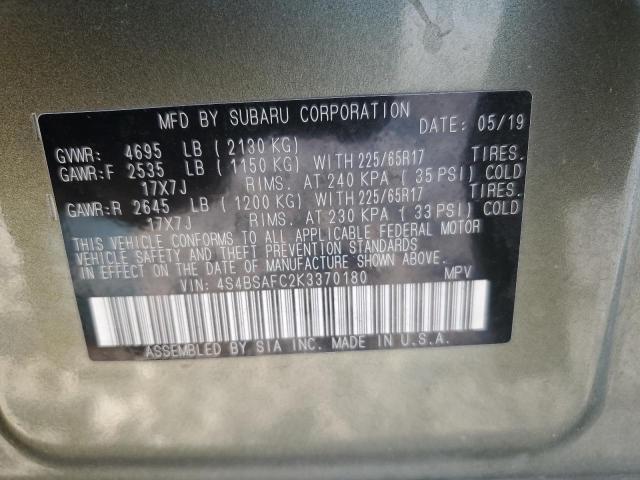 MFD BY SUBARU CORPORATION DATE: 05/19
GVWR: 4695 LB ( 2130 KG)
GAWR:F 2535 LB ( 1150 KG) WITH 225/65R17 TIRES.
17X7J RIMS. AT 240 KPA ( 35 PSI) COLD
GAWR:R 2645 LB ( 1200 KG) WITH 225/65R17 TIRES.
17X7J RIMS. AT 230 KPA ( 33 PSI) COLD
THIS VEHICLE CONFORMS TO ALL APPLICABLE FEDERAL MOTOR
VEHICLE SAFETY AND THEFT PREVENTION STANDARDS
IN EFFECT ON THE DATE OF MANUFACTURE SHOWN ABOVE.
VIN: 4S4BSAFC2K3370180 MPV
ASSEMBLED BY SIA INC. MADE IN U.S.A.